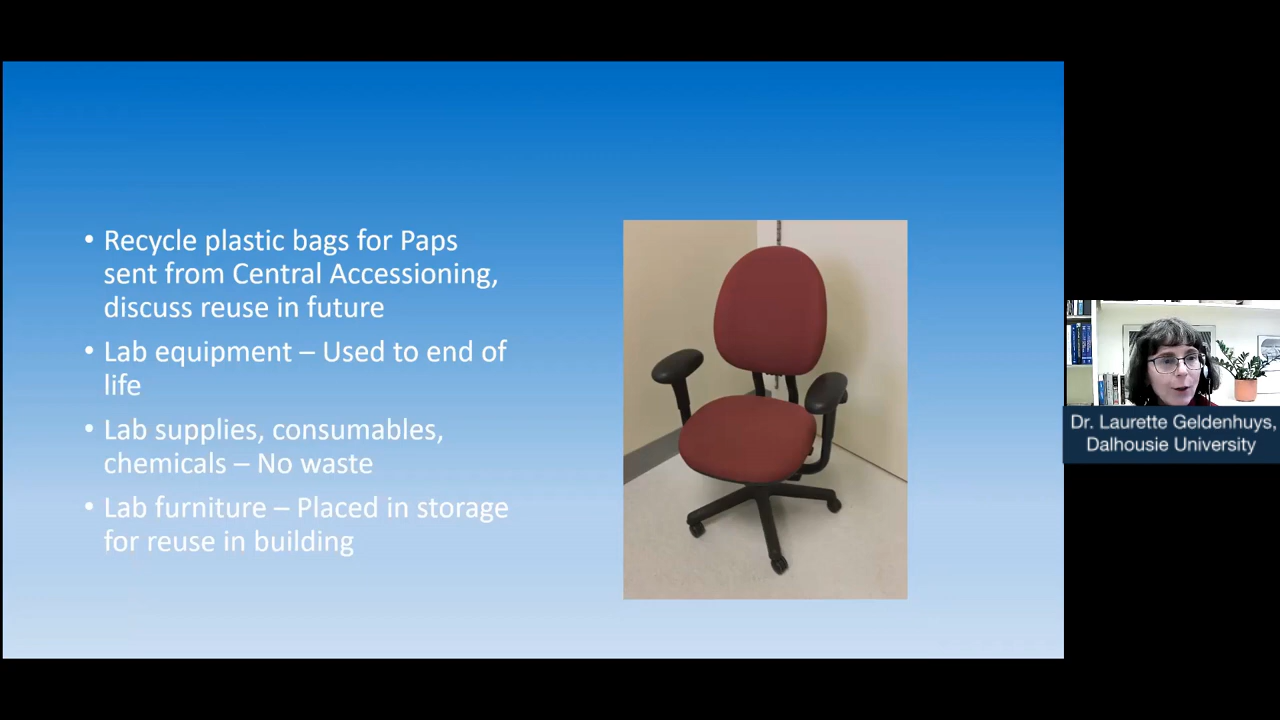 • Recycle plastic bags for Paps
sent from Central Accessioning,
discuss reuse in future
• Lab equipment – Used to end of
life
• Lab supplies, consumables,
chemicals – No waste
• Lab furniture – Placed in storage
for reuse in building
Dr. Laurette Geldenhuys,
Dalhousie University